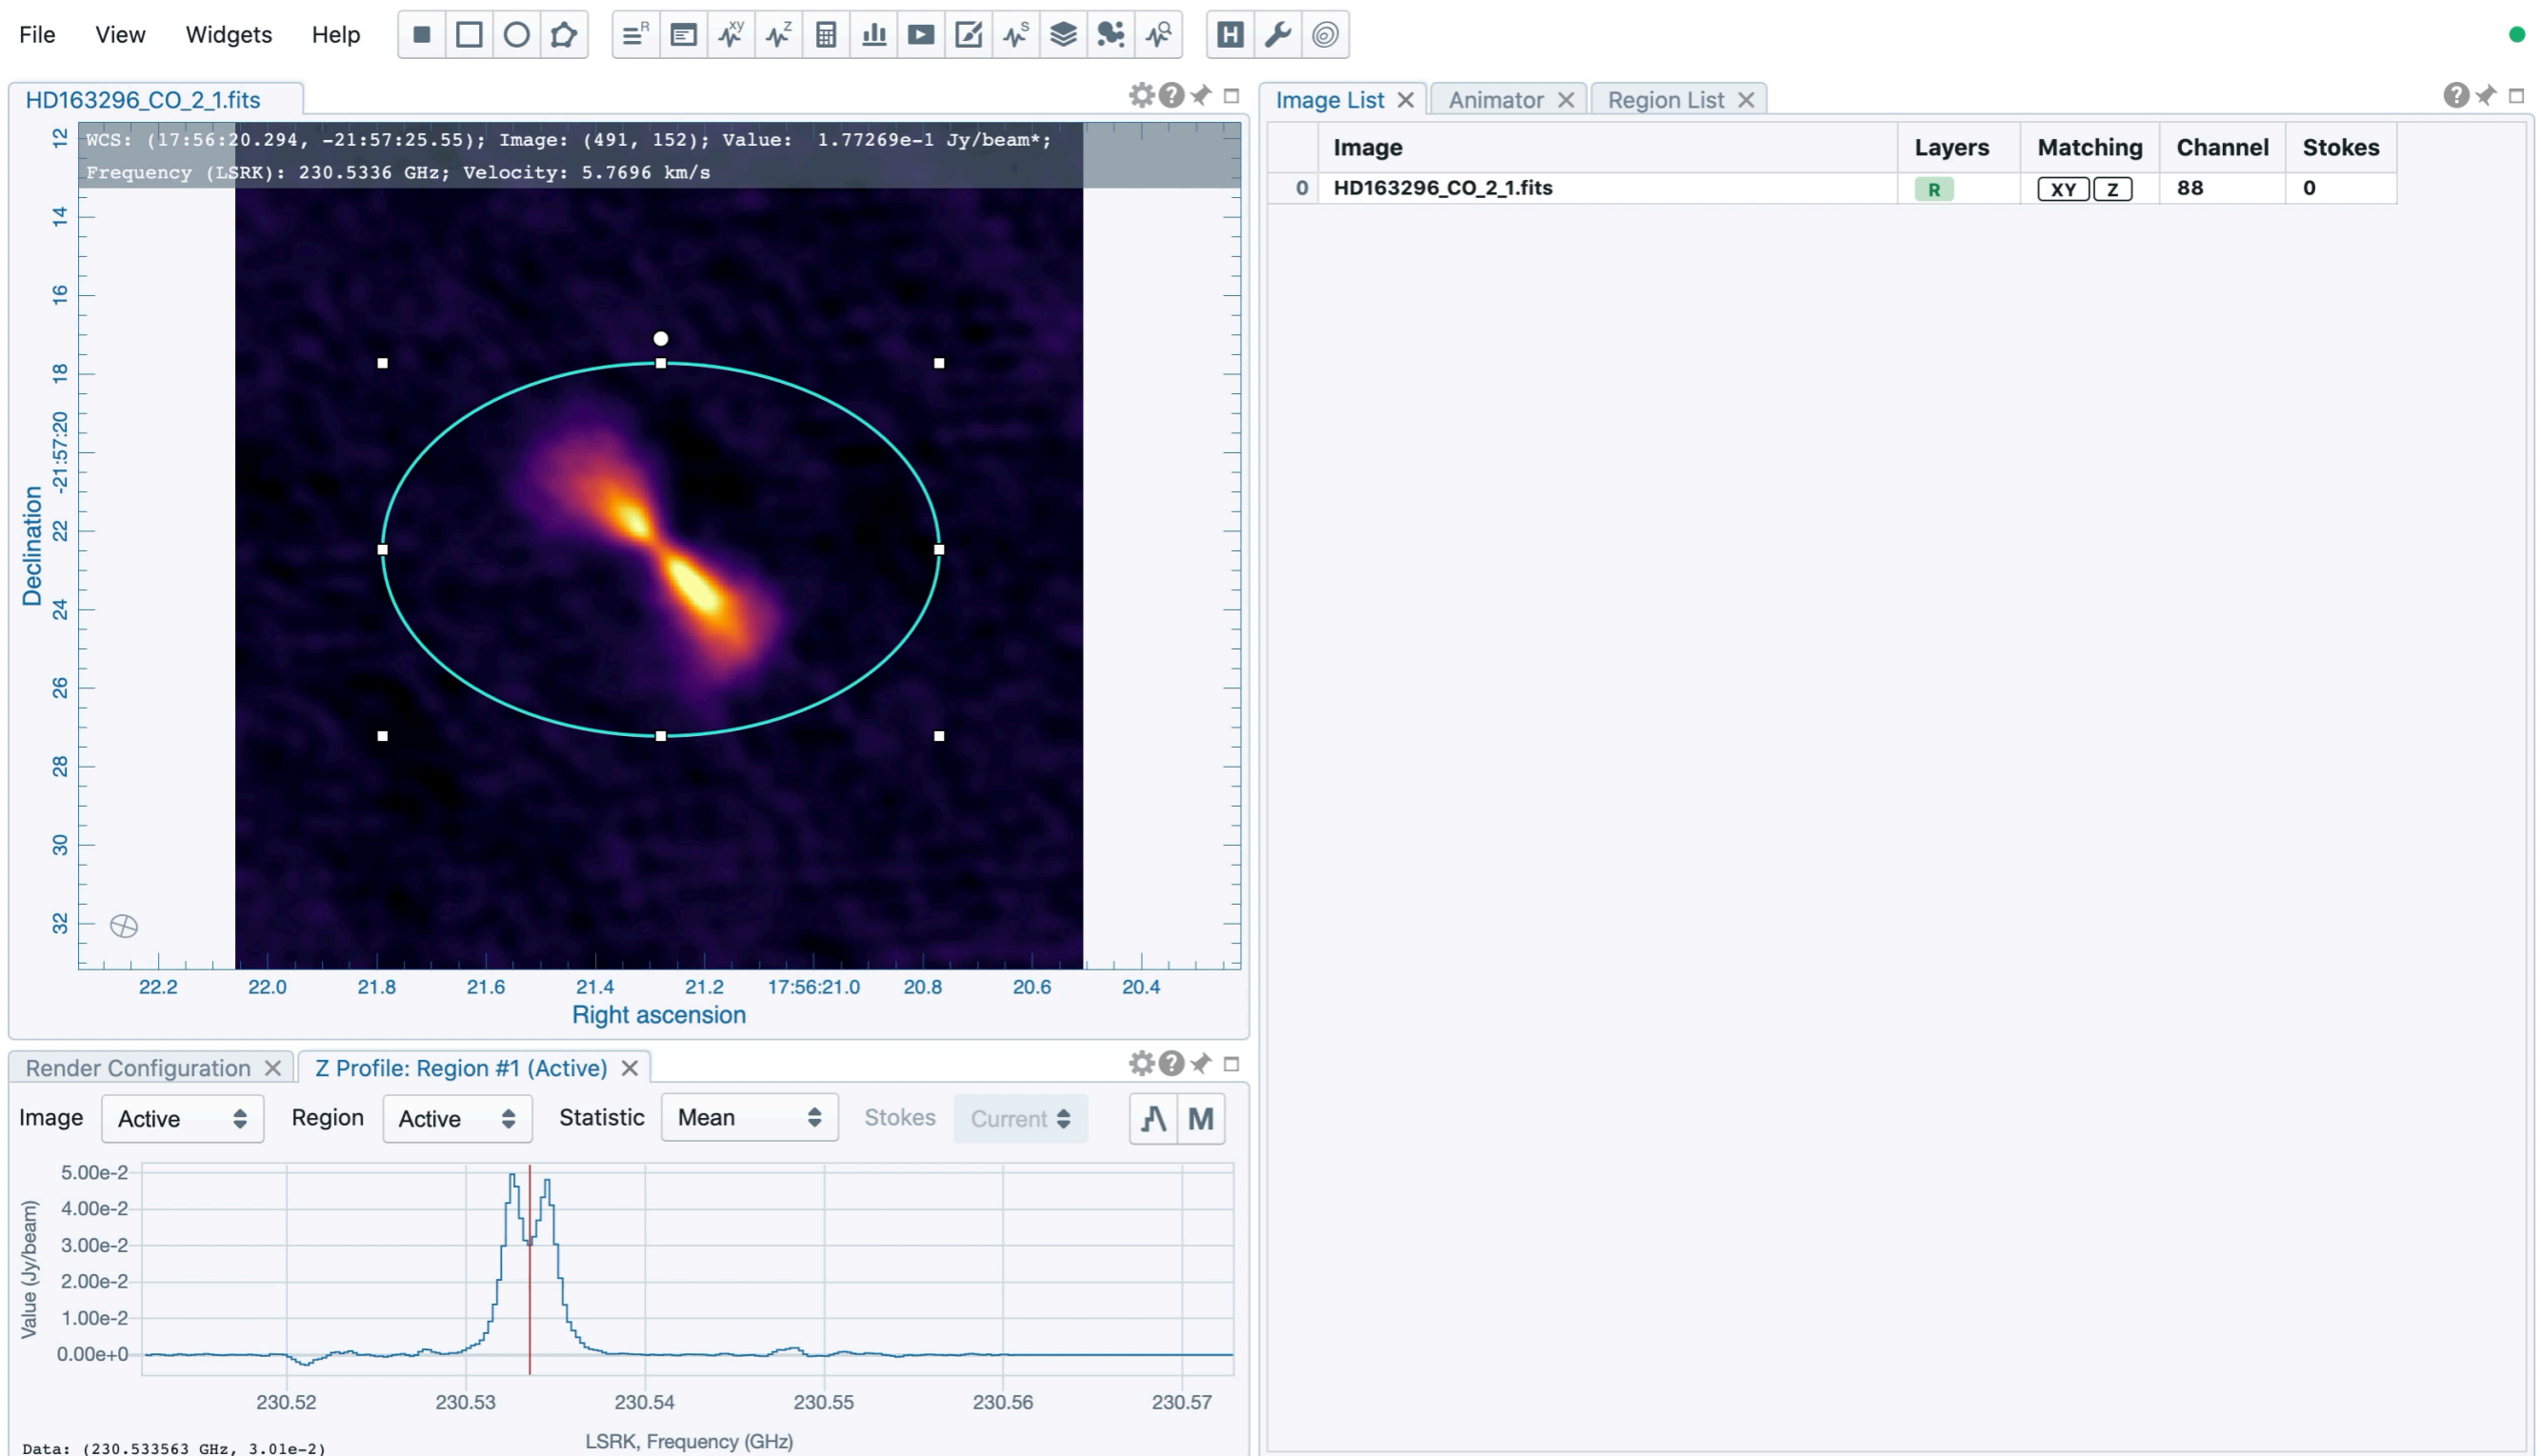 File View Widgets Help R xy Z S H
HD163296_CO_2_1.fits
WCS: (17:56:20.294, -21:57:25.55); Image: (491, 152); Value: 1.77269e-1 Jy/beam*;
Frequency (LSRK): 230.5336 GHz; Velocity: 5.7696 km/s
Declination
12
14
16
18
-21:57:20
22
24
26
28
30
32
22.2 22.0 21.8 21.6 21.4 21.2 17:56:21.0 20.8 20.6 20.4
Right ascension
Image List Animator Region List
Image Layers Matching Channel Stokes
0 HD163296_CO_2_1.fits R XY Z 88 0
Render Configuration Z Profile: Region #1 (Active)
Image Active Region Active Statistic Mean Stokes Current M
Value (Jy/beam)
5.00e-2
4.00e-2
3.00e-2
2.00e-2
1.00e-2
0.00e+0
230.52 230.53 230.54 230.55 230.56 230.57
LSRK, Frequency (GHz)
Data: (230.533563 GHz, 3.01e-2)